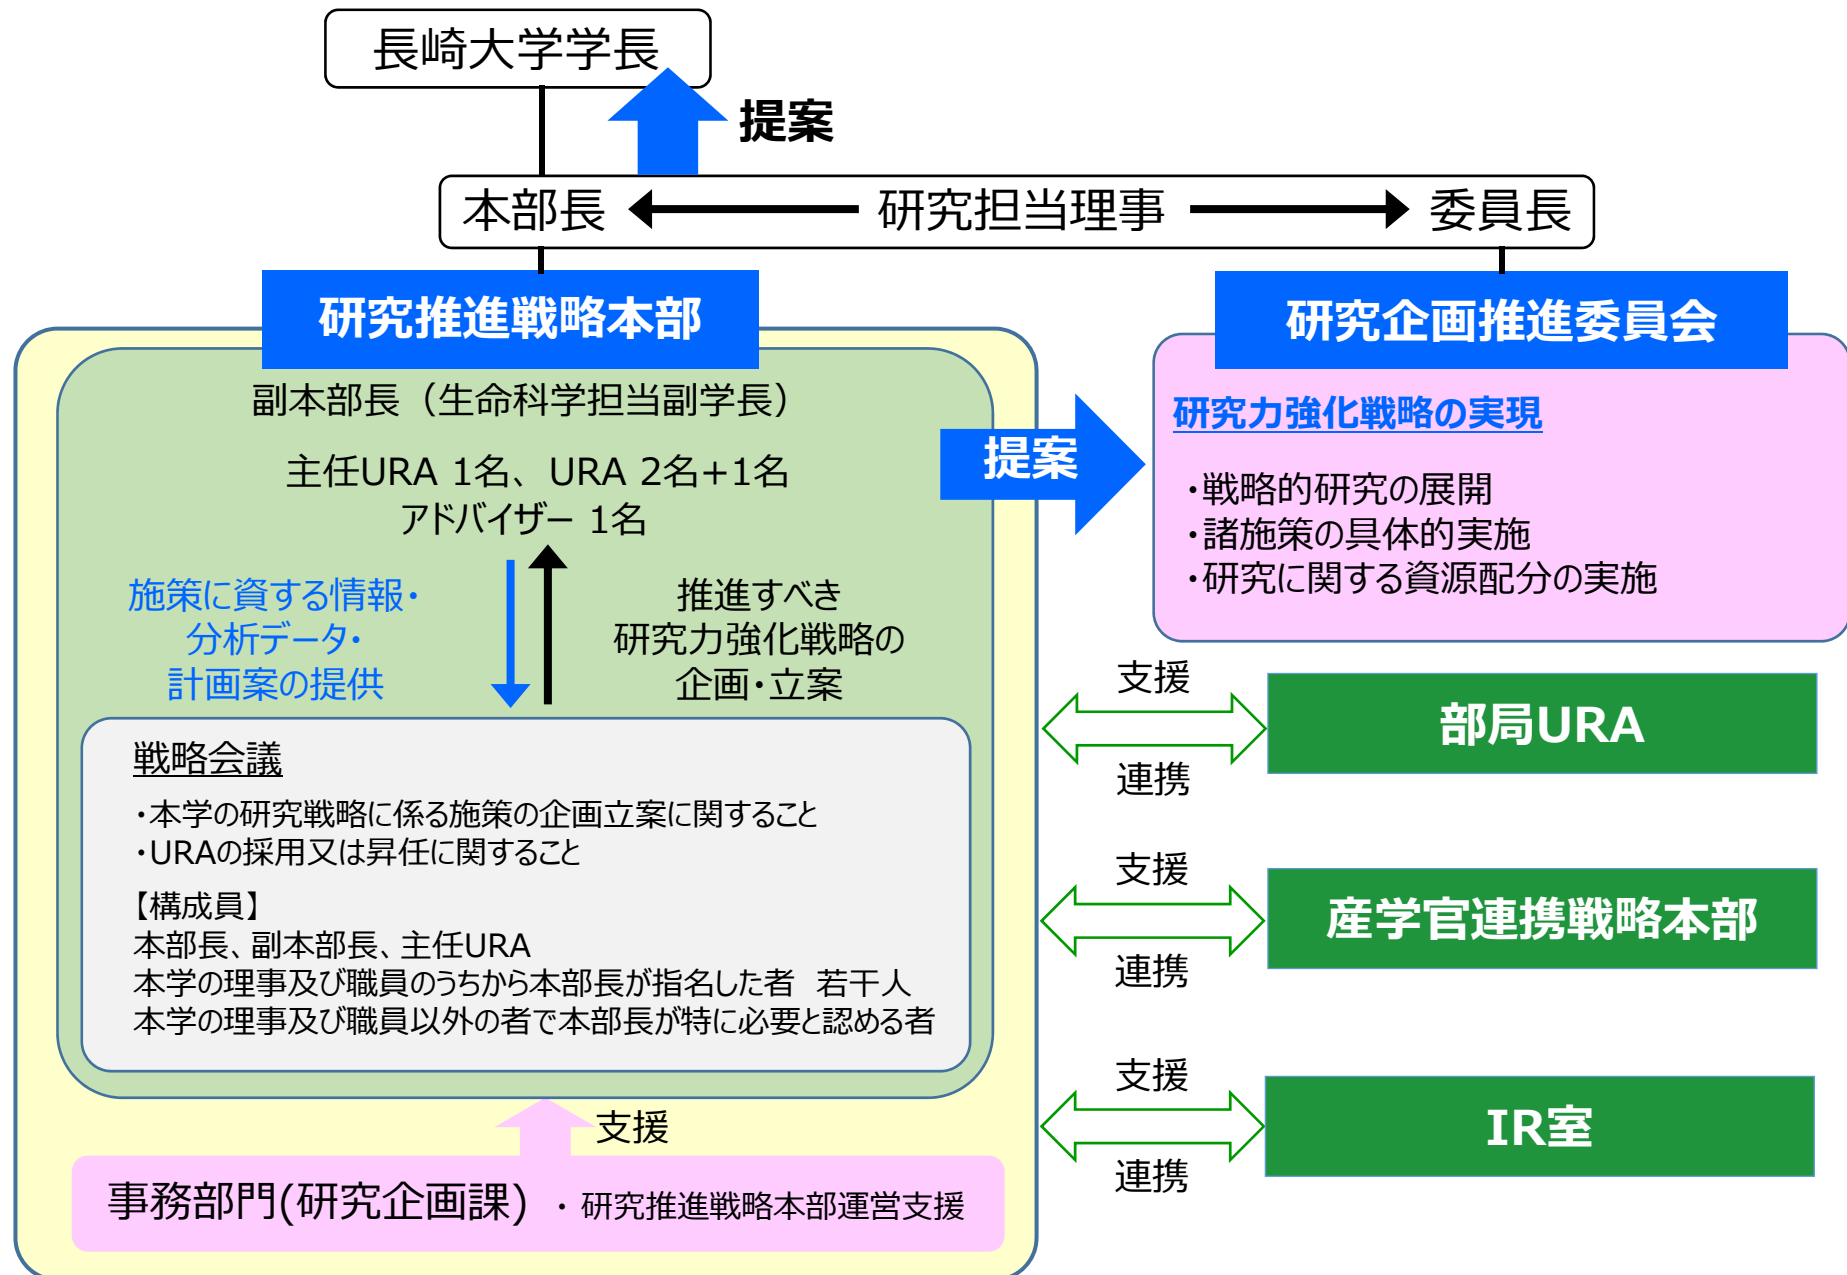 長崎大学学長
提案
本部長
研究担当理事
委員長
研究推進戦略本部
副本部長（生命科学担当副学長）
主任URA 1名、URA 2名+1名
アドバイザー 1名
施策に資する情報・
分析データ・
計画案の提供
推進すべき
研究力強化戦略の
企画・立案
戦略会議
・本学の研究戦略に係る施策の企画立案に関すること
・URAの採用又は昇任に関すること
【構成員】
本部長、副本部長、主任URA
本学の理事及び職員のうちから本部長が指名した者　若干人
本学の理事及び職員以外の者で本部長が特に必要と認める者
支援
事務部門(研究企画課)
・研究推進戦略本部運営支援
提案
研究企画推進委員会
研究力強化戦略の実現
・戦略的研究の展開
・諸施策の具体的実施
・研究に関する資源配分の実施
支援
連携
部局URA
支援
連携
産学官連携戦略本部
支援
連携
IR室